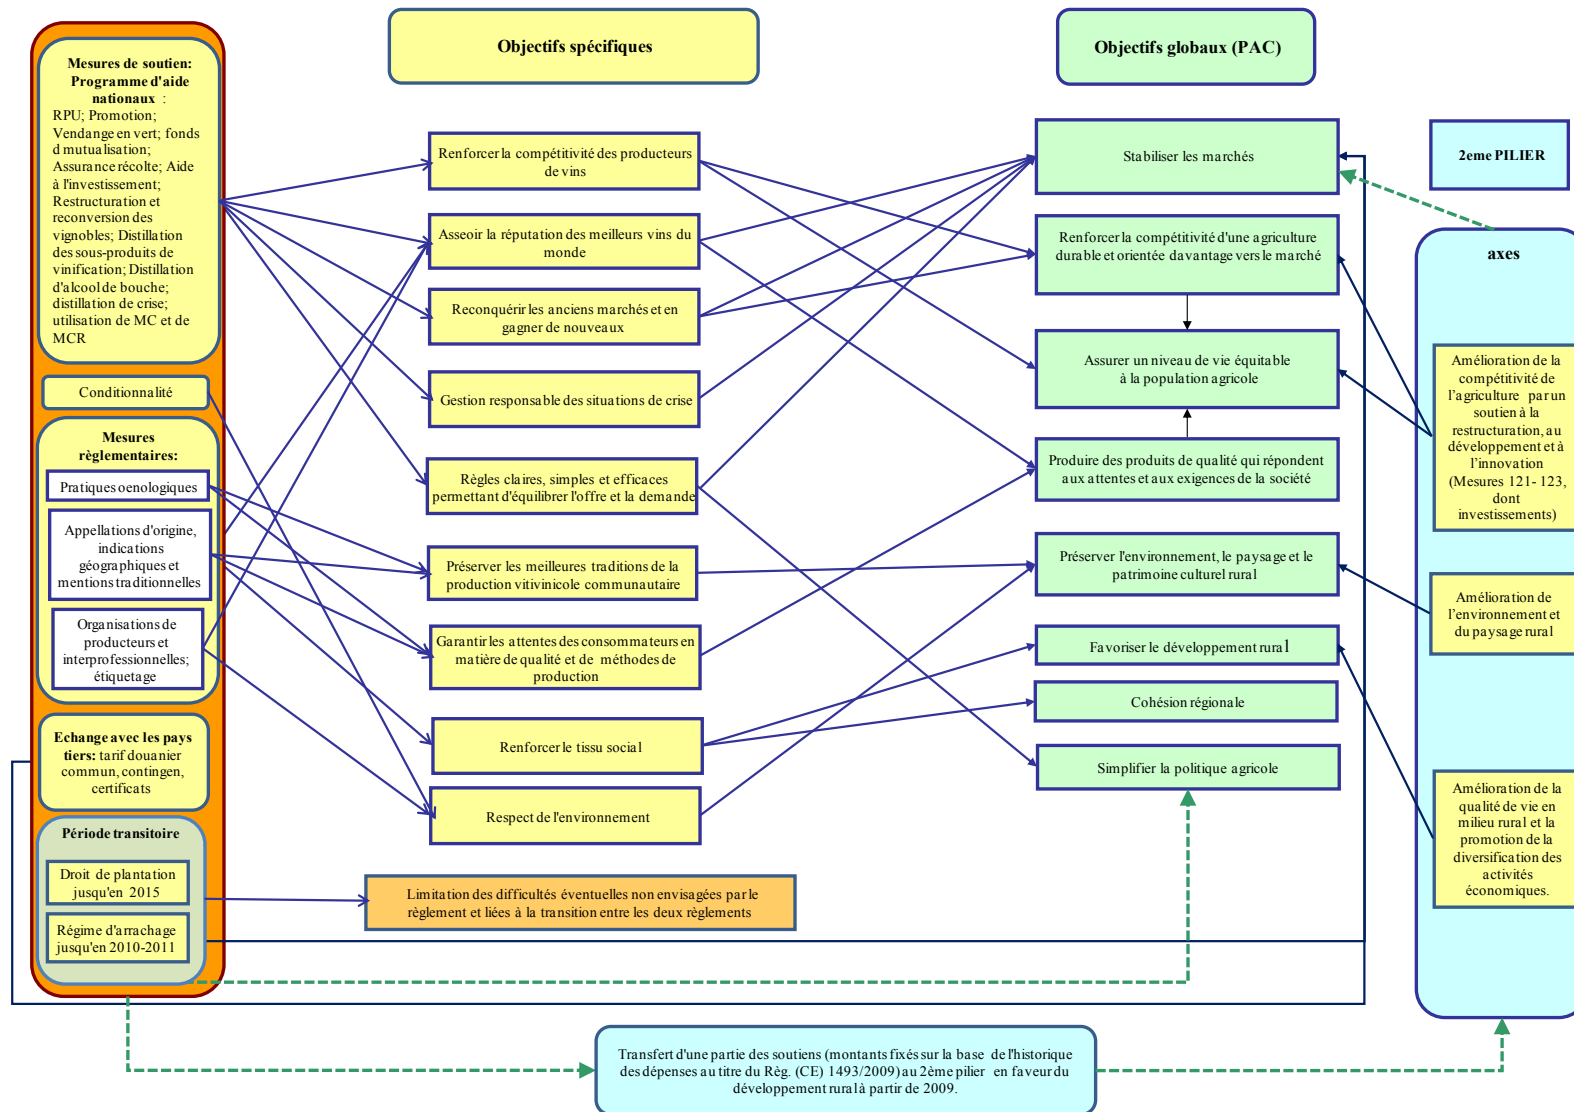 Objectifs spécifiques
Objectifs globaux (PAC)
Mesures de soutien:
Programme d'aide
nationaux :
RPU; Promotion;
Vendange en vert; fonds
d mutualisation;
Assurance récolte; Aide
à l'investissement;
Restructuration et
reconversion des
vignobles; Distillation
des sous-produits de
vinification; Distillation
d'alcool de bouche;
distillation de crise;
utilisation de MC et de
MCR
Conditionnalité
Mesures
règlementaires:
Pratiques oenologiques
Appellations d'origine,
indications
géographiques et
mentions traditionnelles
Organisations de
producteurs et
interprofessionnelles;
étiquetage
Echange avec les pays
tiers: tarif douanier
commun, contingen,
certificats
Période transitoire
Droit de plantation
jusqu'en 2015
Régime d'arrachage
jusqu'en 2010-2011
Renforcer la compétitivité des producteurs
de vins
Asseoir la réputation des meilleurs vins du
monde
Reconquérir les anciens marchés et en
gagner de nouveaux
Gestion responsable des situations de crise
Règles claires, simples et efficaces
permettant d'équilibrer l'offre et la demande
Préserver les meilleures traditions de la
production vitivinicole communautaire
Garantir les attentes des consommateurs en
matière de qualité et de méthodes de
production
Renforcer le tissu social
Respect de l'environnement
Limitation des difficultés éventuelles non envisagées par le
règlement et liées à la transition entre les deux règlements
Stabiliser les marchés
Renforcer la compétitivité d'une agriculture
durable et orientée davantage vers le marché
Assurer un niveau de vie équitable
à la population agricole
Produire des produits de qualité qui répondent
aux attentes et aux exigences de la société
Préserver l'environnement, le paysage et le
patrimoine culturel rural
Favoriser le développement rural
Cohésion régionale
Simplifier la politique agricole
2eme PILIER
axes
Amélioration de la
compétitivité de
l'agriculture par un
soutien à la
restructuration, au
développement et à
l'innovation
(Mesures 121- 123,
dont
investissements)
Amélioration de
l'environnement et
du paysage rural
Amélioration de la
qualité de vie en
milieu rural et la
promotion de la
diversification des
activités
économiques.
Transfert d'une partie des soutiens (montants fixés sur la base de l'historique
des dépenses au titre du Règ. (CE) 1493/2009) au 2ème pilier en faveur du
développement rural à partir de 2009.